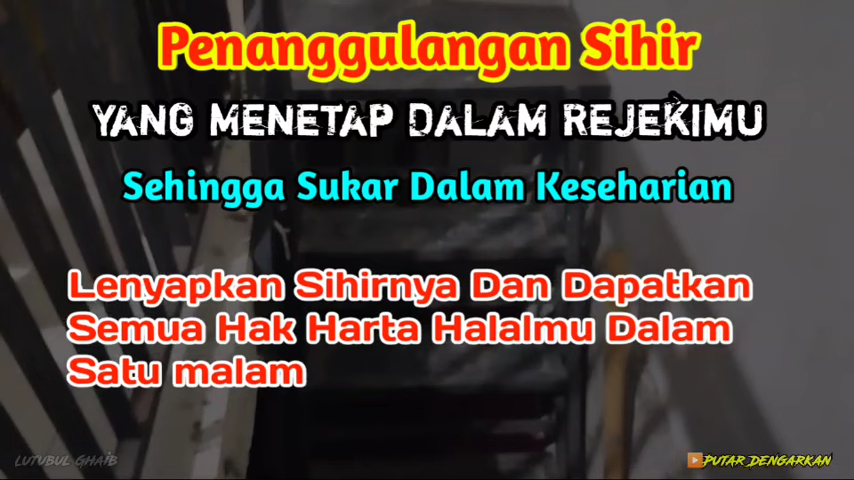 Penanggulangan Sihir
YANG MENETAP DALAM REJEKIMU
Sehingga Sukar Dalam Keseharian
Lenyapkan Sihirnya Dan Dapatkan
Semua Hak Harta Halalmu Dalam
Satu malam
LUTUBUL GHAIB
PUTAR DENGARKAN